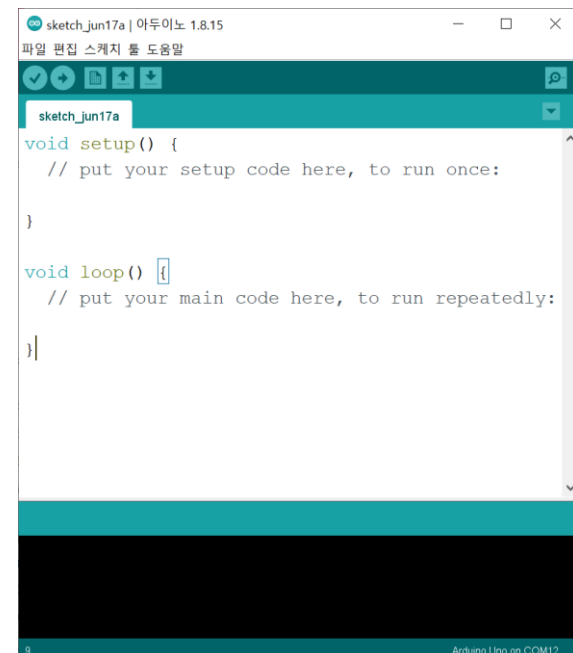 sketch_jun17a | 아두이노 1.8.15
파일 편집 스케치 툴 도움말
sketch_jun17a
void setup() {
  // put your setup code here, to run once:
}
void loop() {
  // put your main code here, to run repeatedly:
}
9
Arduino Uno on COM12